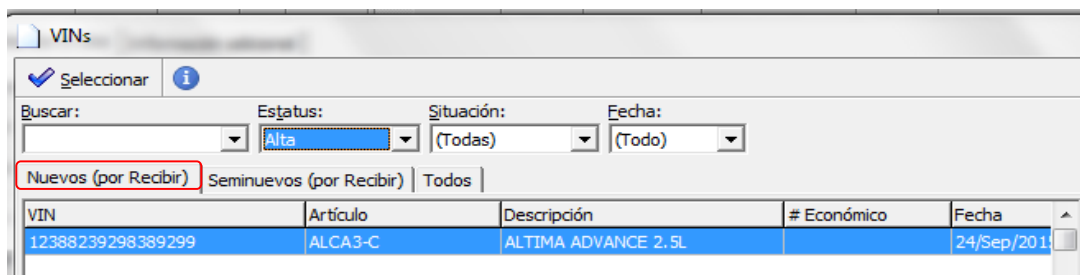 VINs
Seleccionar
Buscar: Estatus: Situación: Fecha:
Alta (Todas) (Todo)
Nuevos (por Recibir) Seminuevos (por Recibir) Todos
VIN Artículo Descripción # Económico Fecha
12388239298389299 ALCA3-C ALTIMA ADVANCE 2.5L 24/Sep/201